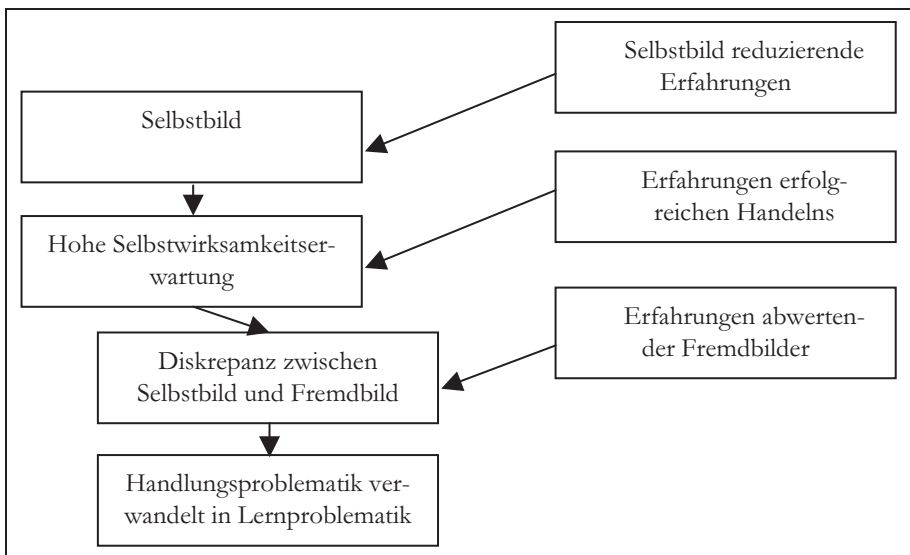 Selbstbild reduzierende
Erfahrungen
Selbstbild
Erfahrungen erfolg-
reichen Handelns
Hohe Selbstwirksamkeitser-
wartung
Erfahrungen abwerten-
der Fremdbilder
Diskrepanz zwischen
Selbstbild und Fremdbild
Handlungsproblematik ver-
wandelt in Lernproblematik